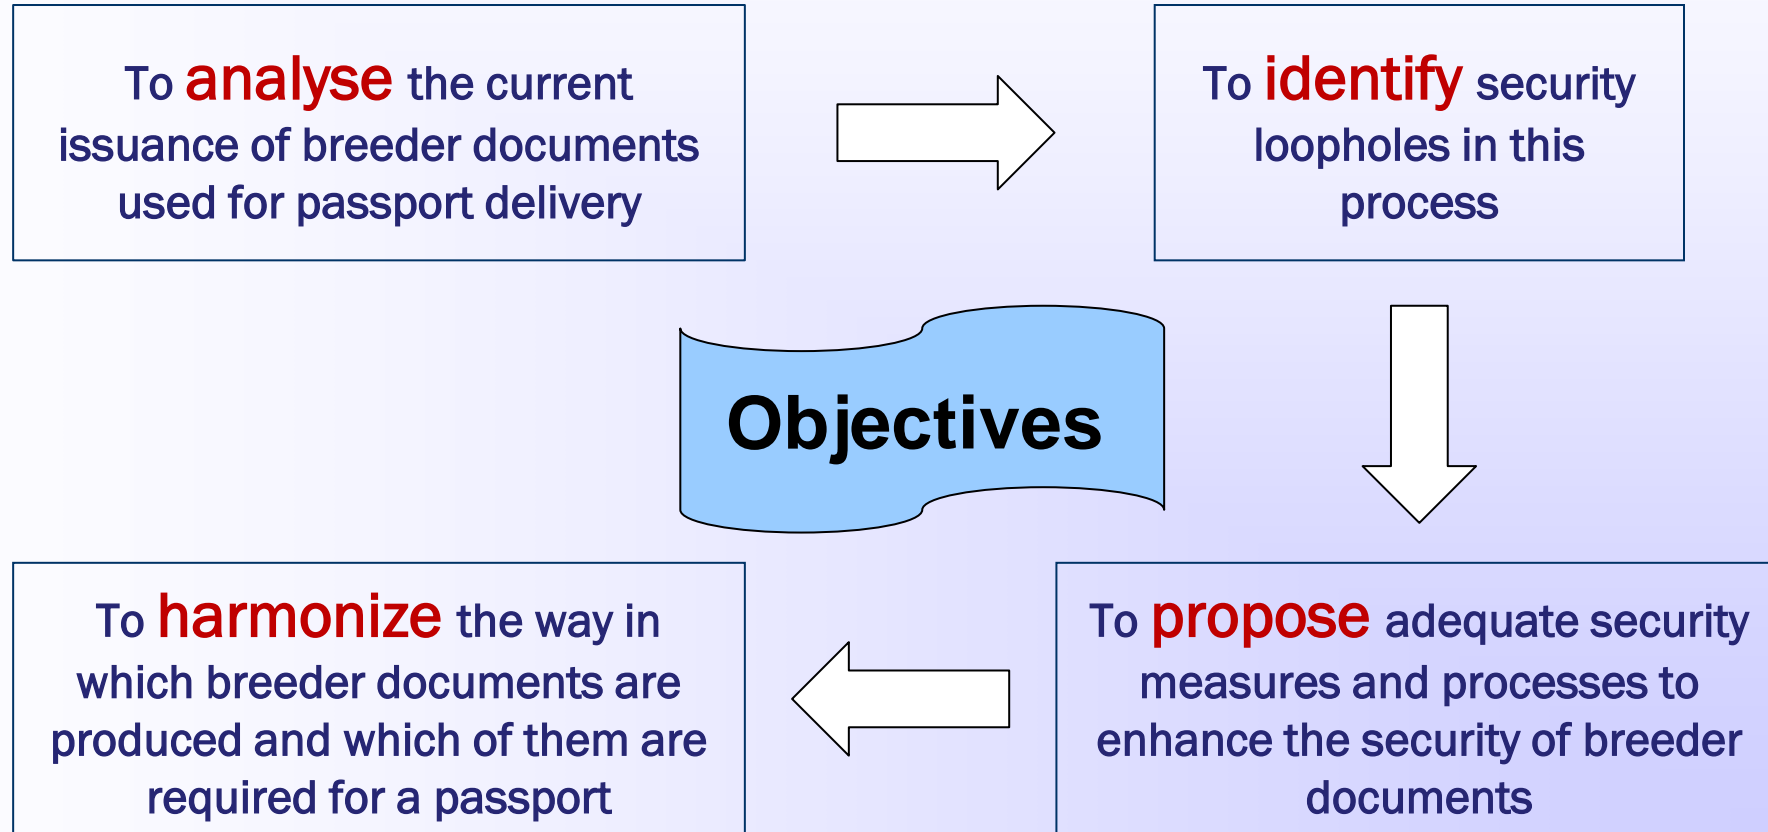 To analyse the current
issuance of breeder documents
used for passport delivery
To identify security
loopholes in this
process
Objectives
To harmonize the way in
which breeder documents are
produced and which of them are
required for a passport
To propose adequate security
measures and processes to
enhance the security of breeder
documents